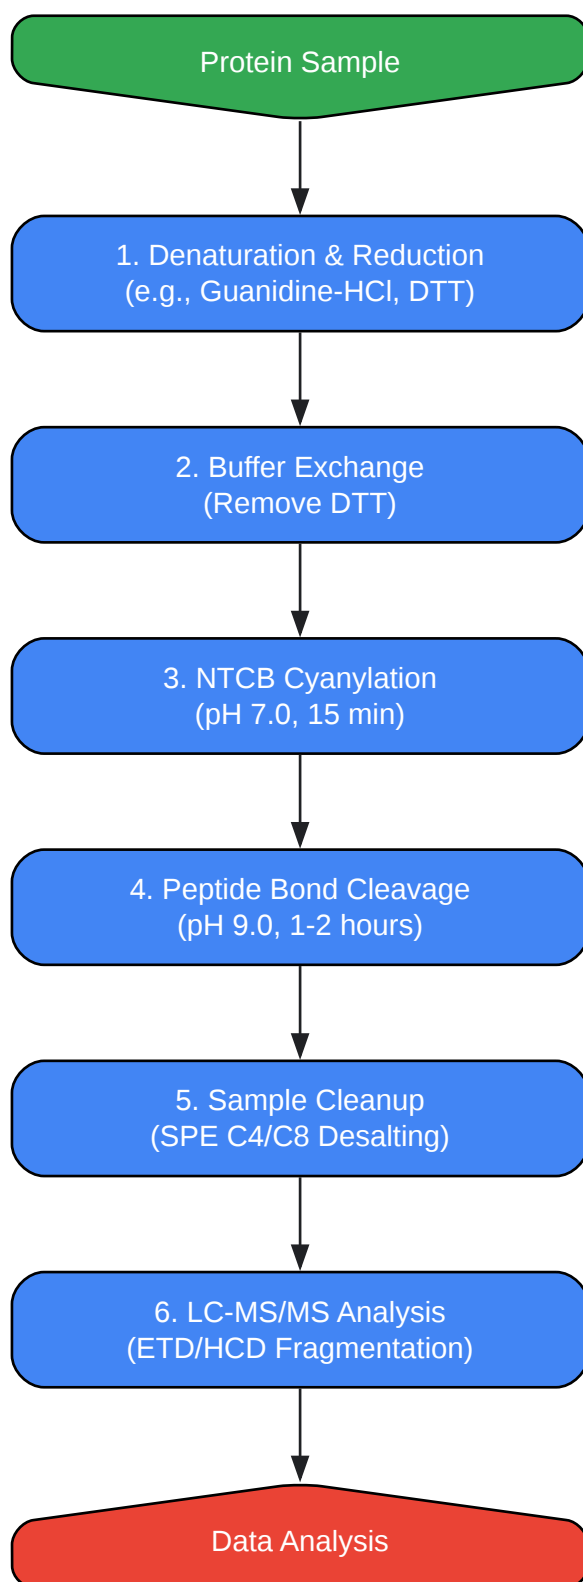 Protein Sample
1. Denaturation & Reduction
(e.g., Guanidine-HCl, DTT)
2. Buffer Exchange
(Remove DTT)
3. NTCB Cyanylation
(pH 7.0, 15 min)
4. Peptide Bond Cleavage
(pH 9.0, 1-2 hours)
5. Sample Cleanup
(SPE C4/C8 Desalting)
6. LC-MS/MS Analysis
(ETD/HCD Fragmentation)
Data Analysis